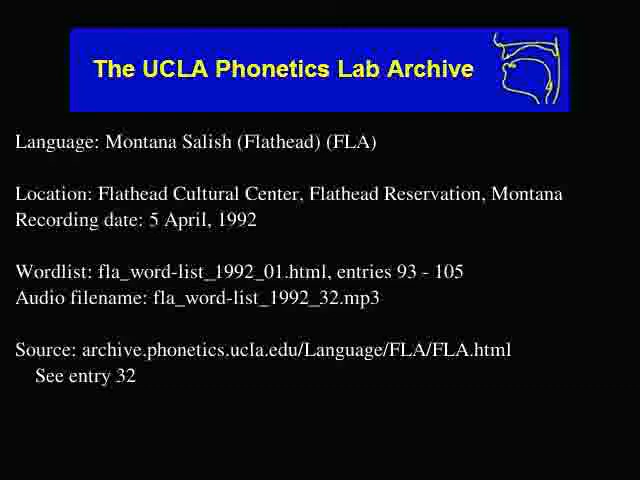 The UCLA Phonetics Lab Archive
Language: Montana Salish (Flathead) (FLA)
Location: Flathead Cultural Center, Flathead Reservation, Montana
Recording date: 5 April, 1992
Wordlist: fla_word-list_1992_01.html, entries 93 - 105
Audio filename: fla_word-list_1992_32.mp3
Source: archive.phonetics.ucla.edu/Language/FLA/FLA.html
See entry 32